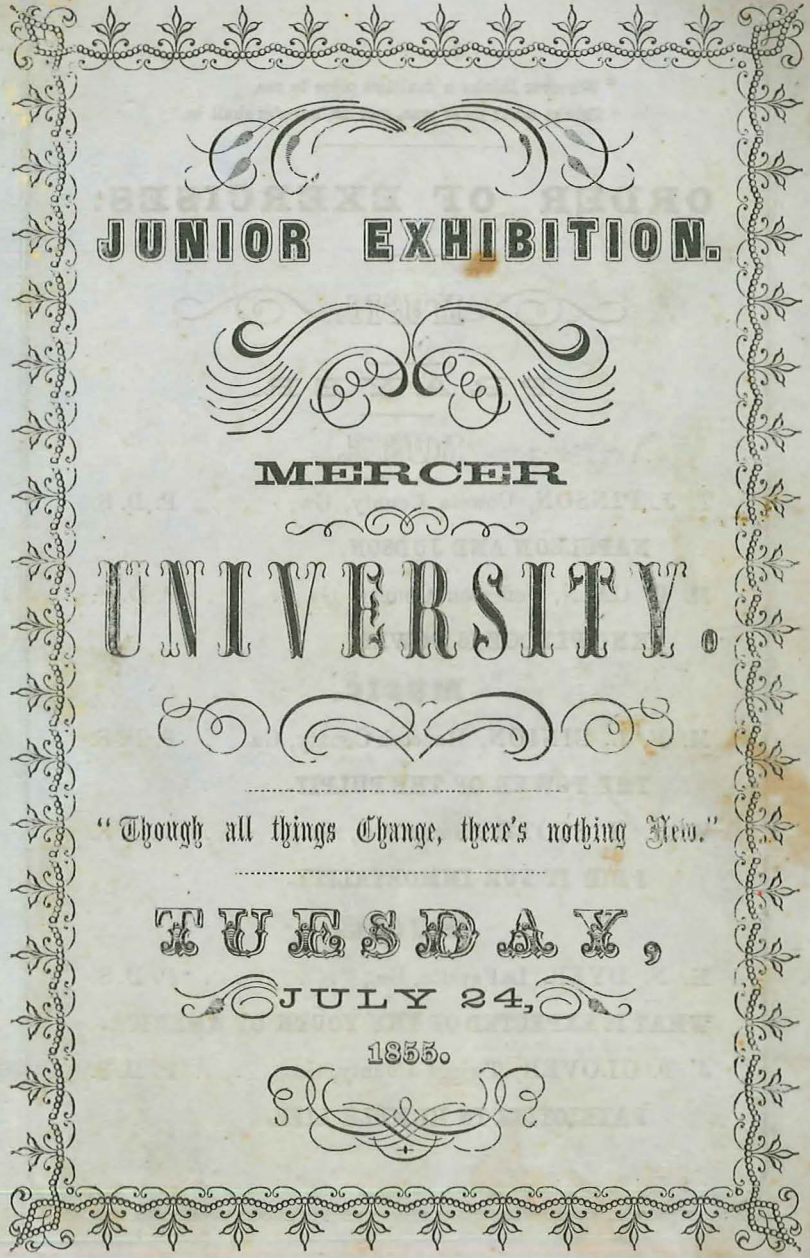 JUNIOR EXHIBITION.
MERCER
UNIVERSITY.
"Though all things Change, there's nothing New."
TUESDAY,
JULY 24,
1855.